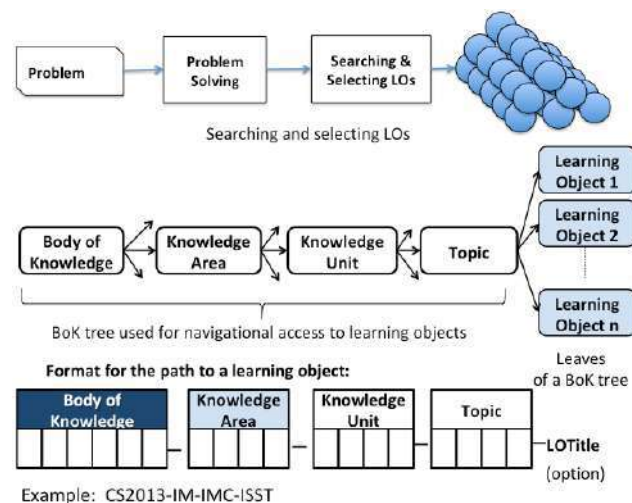 Problem
Problem
Solving
Searching &
Selecting LOs
Searching and selecting LOs
Learning
Object 1
Learning
Object 2
Body of
Knowledge
Knowledge
Area
Knowledge
Unit
Topic
Learning
Object n
BoK tree used for navigational access to learning objects
Leaves
of a BoK tree
Format for the path to a learning object:
Body of
Knowledge
Knowledge
Area
Knowledge
Unit
Topic
LOTitle
(option)
Example: CS2013-IM-IMC-ISST